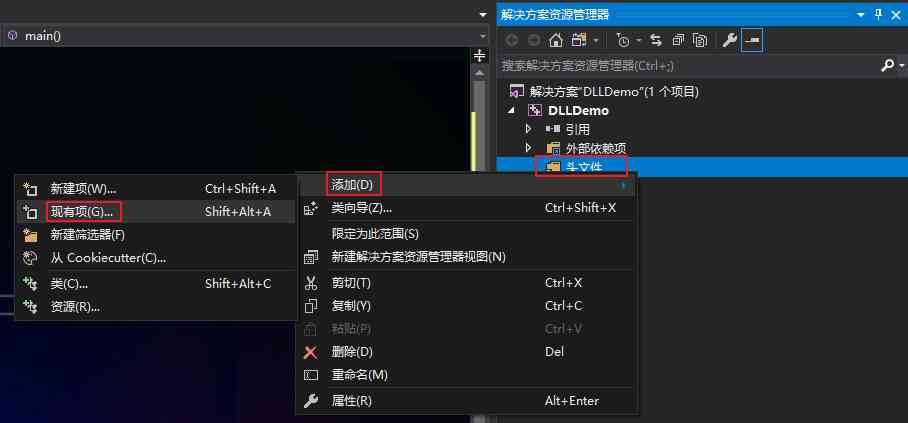 main()
解决方案资源管理器
搜索解决方案资源管理器(Ctrl+;)
解决方案"DLLDemo"(1 个项目)
DLLDemo
引用
外部依赖项
头文件
添加(D)
类向导(Z)... Ctrl+Shift+X
限定为此范围(S)
新建解决方案资源管理器视图(N)
剪切(T) Ctrl+X
复制(Y) Ctrl+C
粘贴(P) Ctrl+V
删除(D) Del
重命名(M)
属性(R) Alt+Enter
新建项(W)... Ctrl+Shift+A
现有项(G)... Shift+Alt+A
新建筛选器(F)
从 Cookiecutter(C)...
类(C)... Shift+Alt+C
资源(R)...